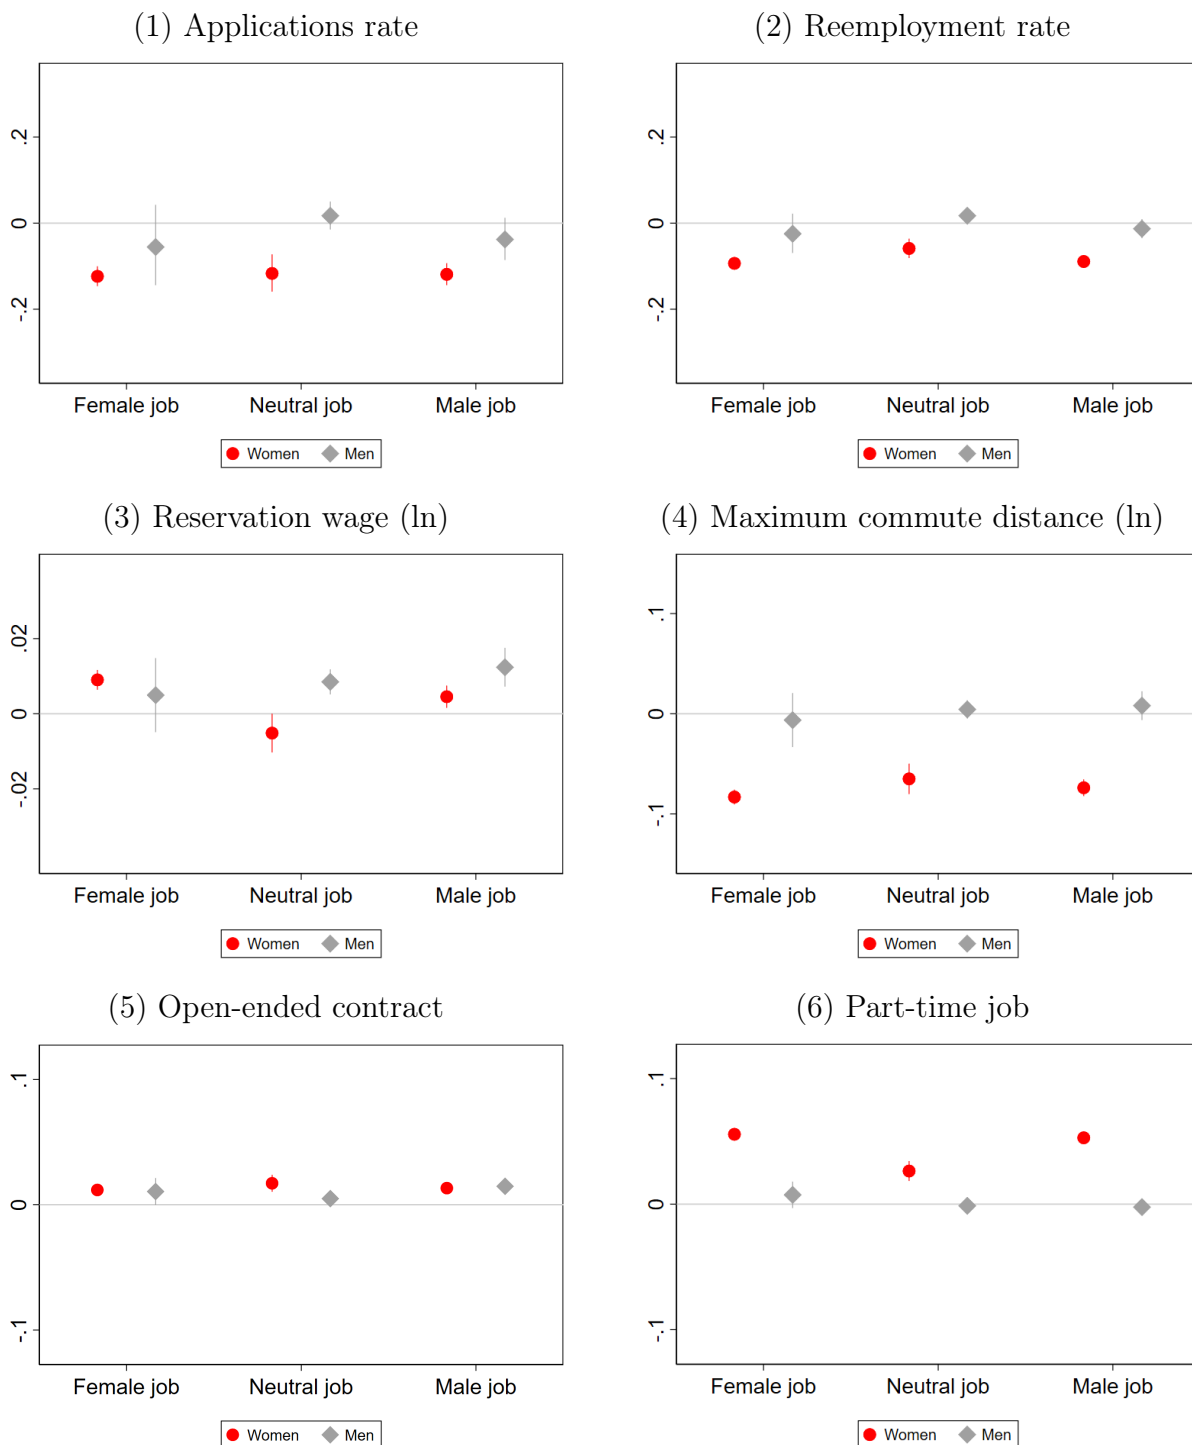 (1) Applications rate
.2
0
-.2
Female job Neutral job Male job
Women Men
(2) Reemployment rate
.2
0
-.2
Female job Neutral job Male job
Women Men
(3) Reservation wage (ln)
.02
0
-.02
Female job Neutral job Male job
Women Men
(4) Maximum commute distance (ln)
.1
0
-.1
Female job Neutral job Male job
Women Men
(5) Open-ended contract
.1
0
-.1
Female job Neutral job Male job
Women Men
(6) Part-time job
.1
0
-.1
Female job Neutral job Male job
Women Men